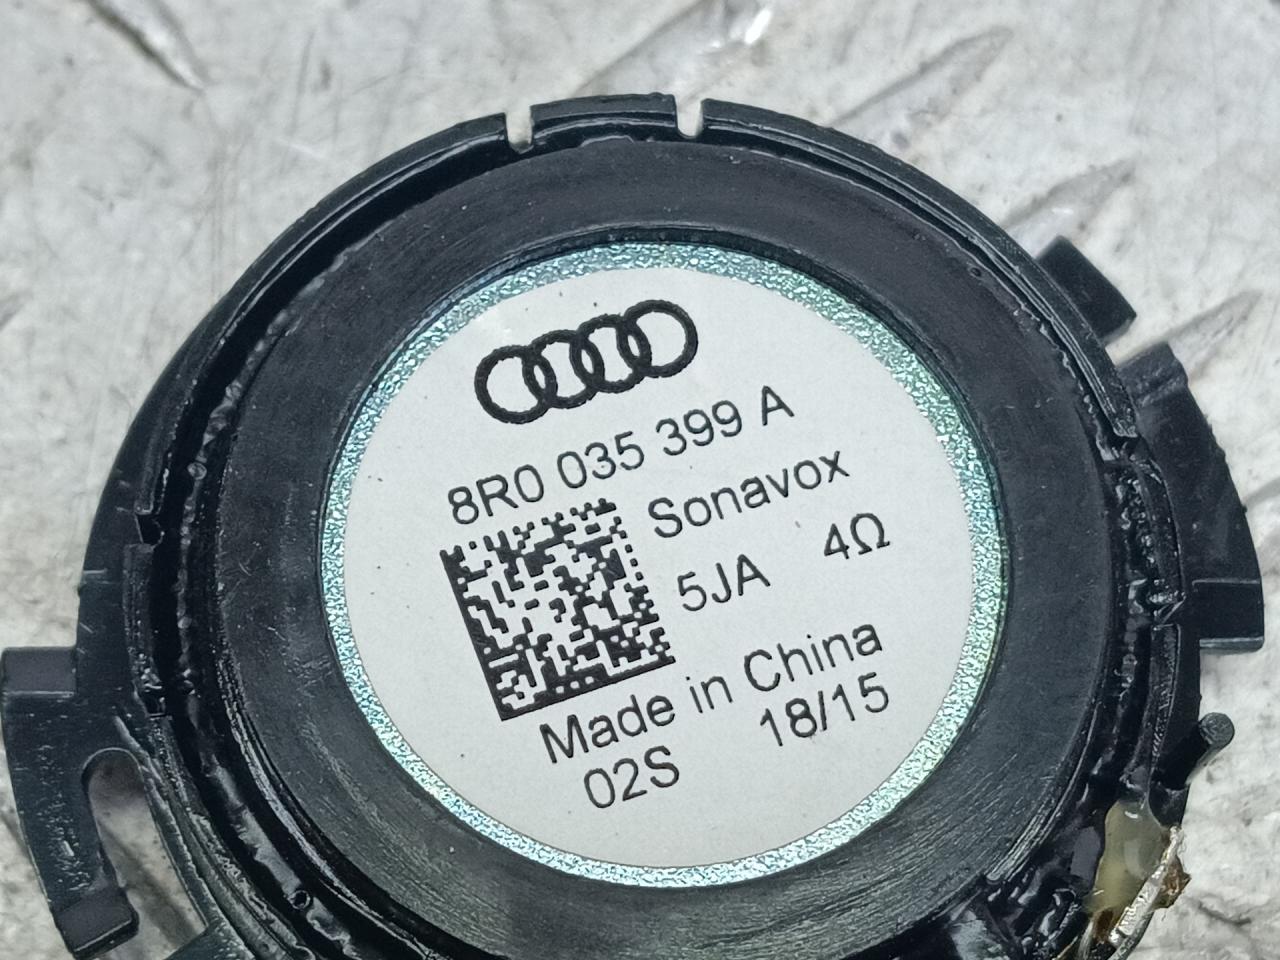 8R0 035 399 A
Sonavox
5JA 4Ω
Made in China
02S 18/15